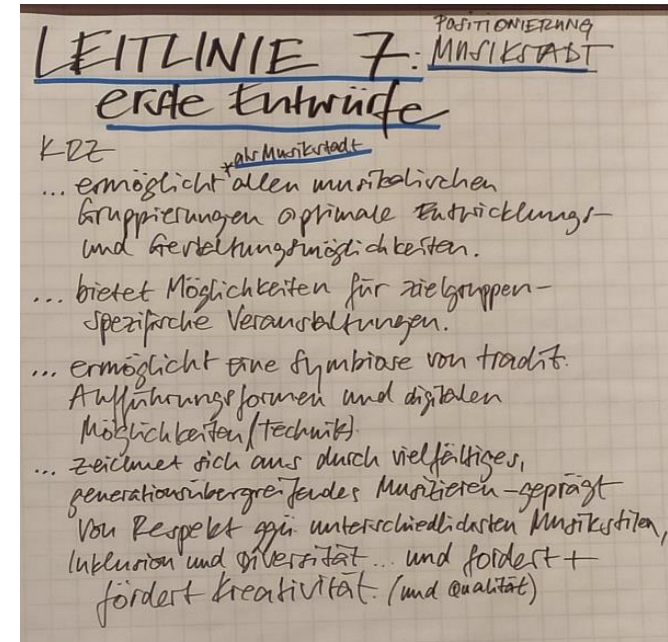 POSITIONIERUNG
LEITLINIE 7: MUSIKSTADT
erste Entwürfe
KDZ
*als Musikstadt
... ermöglicht * allen musikalischen
Gruppierungen optimale Entwicklungs-
und Gestaltungsmöglichkeiten.
... bietet Möglichkeiten für zielgruppen-
spezifische Veranstaltungen.
... ermöglicht eine Symbiose von tradit.
Aufführungsformen und digitalen
Möglichkeiten (Technik).
... zeichnet sich aus durch vielfältiges,
generationsübergreifendes Musizieren - geprägt
von Respekt ggü. unterschiedlichsten Musikstilen,
Inklusion und Diversität... und fordert +
fördert Kreativität. (und Qualität)